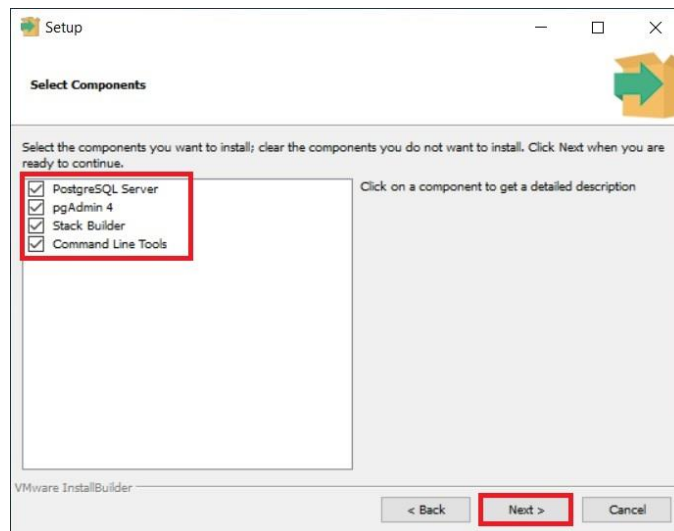 Setup
Select Components
Select the components you want to install; clear the components you do not want to install. Click Next when you are
ready to continue.
PostgreSQL Server
pgAdmin 4
Stack Builder
Command Line Tools
Click on a component to get a detailed description
VMware InstallBuilder
< Back
Next >
Cancel